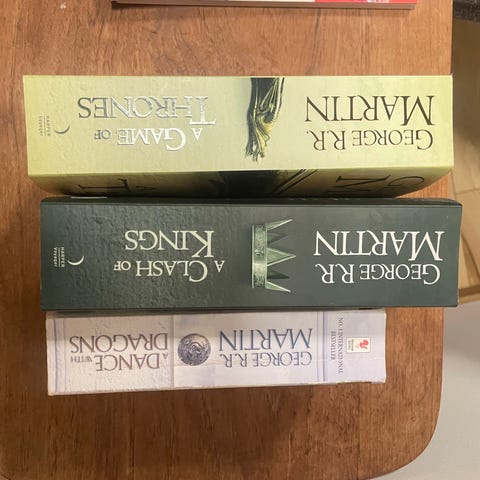 GEORGE R.R.
MARTIN
A GAME OF
THRONES
HARPER
Voyager
GEORGE R.R.
MARTIN
A CLASH OF
KINGS
HARPER
Voyager
NO.1 INTERNATIONAL
BESTSELLER
GEORGE R.R.
MARTIN
A DANCE
WITH
DRAGONS